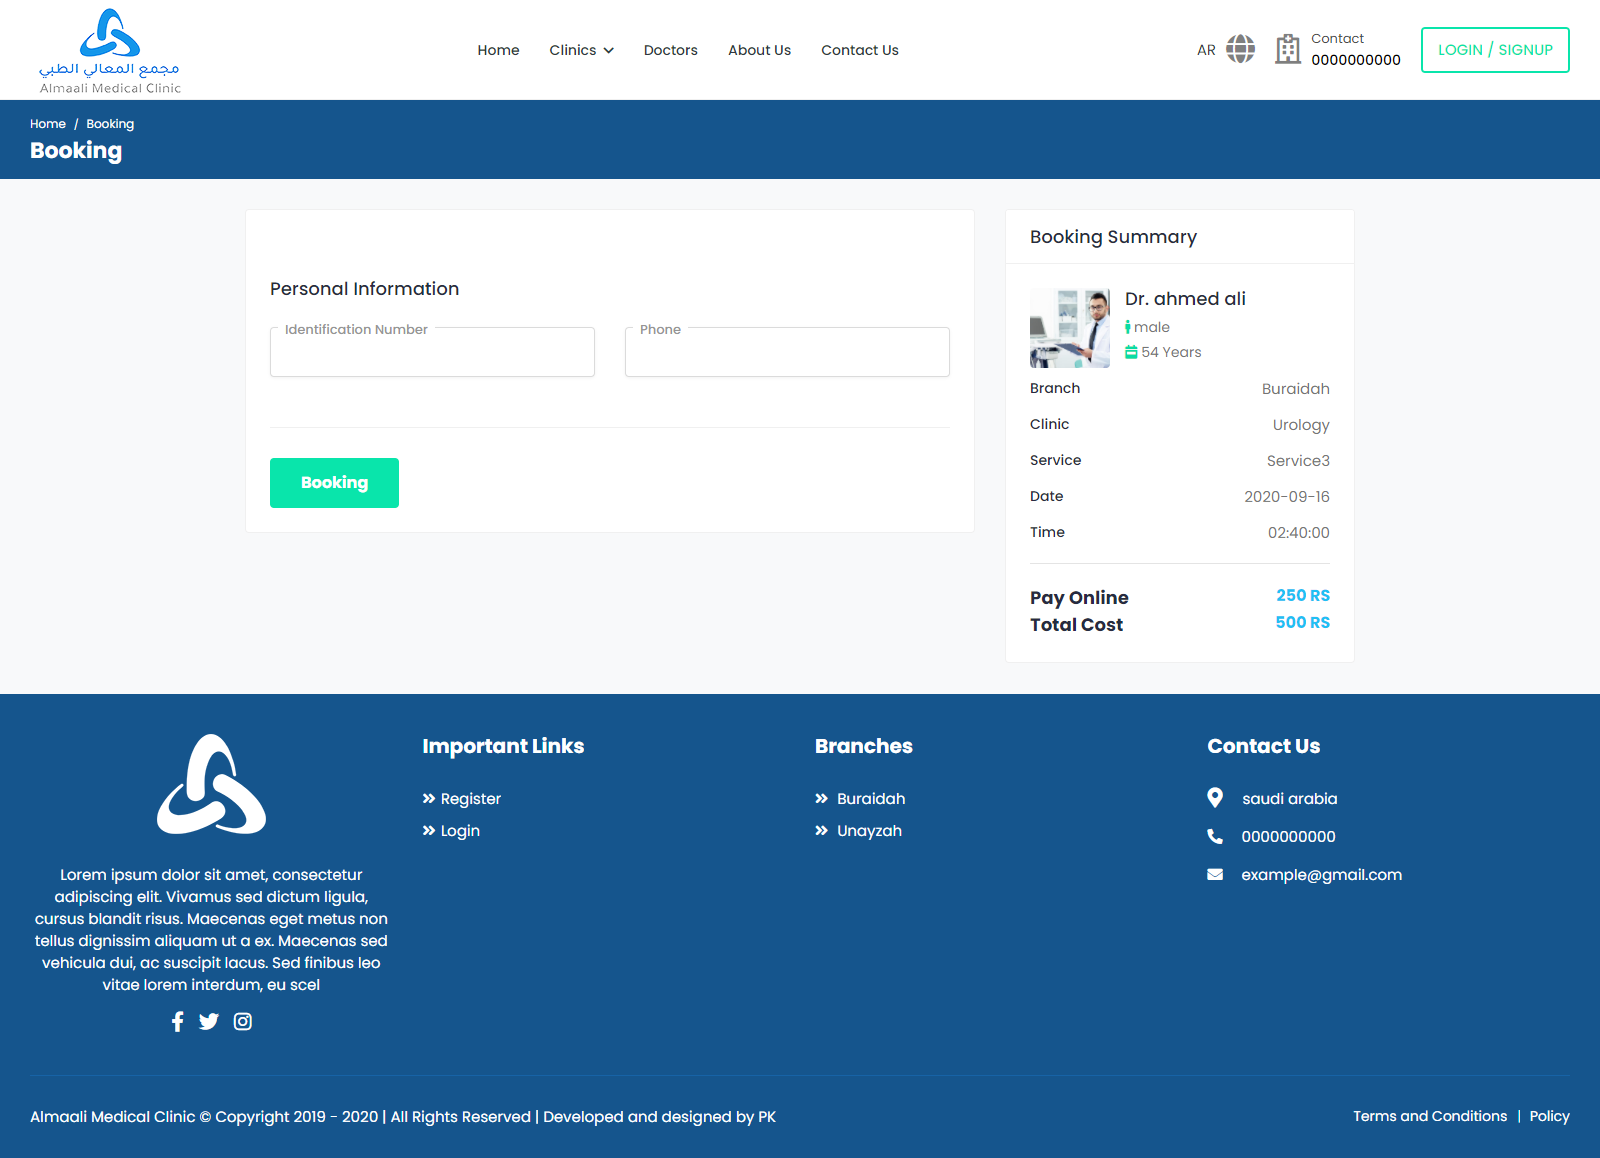 مجمع المعالي الطبي
Almaali Medical Clinic
Home
Clinics
Doctors
About Us
Contact Us
AR
Contact
0000000000
LOGIN / SIGNUP
Home / Booking
Booking
Personal Information
Identification Number
Phone
Booking
Booking Summary
Dr. ahmed ali
male
54 Years
Branch Buraidah
Clinic Urology
Service Service3
Date 2020-09-16
Time 02:40:00
Pay Online 250 RS
Total Cost 500 RS
Lorem ipsum dolor sit amet, consectetur
adipiscing elit. Vivamus sed dictum ligula,
cursus blandit risus. Maecenas eget metus non
tellus dignissim aliquam ut a ex. Maecenas sed
vehicula dui, ac suscipit lacus. Sed finibus leo
vitae lorem interdum, eu scel
Important Links
Register
Login
Branches
Buraidah
Unayzah
Contact Us
saudi arabia
0000000000
example@gmail.com
Almaali Medical Clinic © Copyright 2019 - 2020 | All Rights Reserved | Developed and designed by PK
Terms and Conditions | Policy